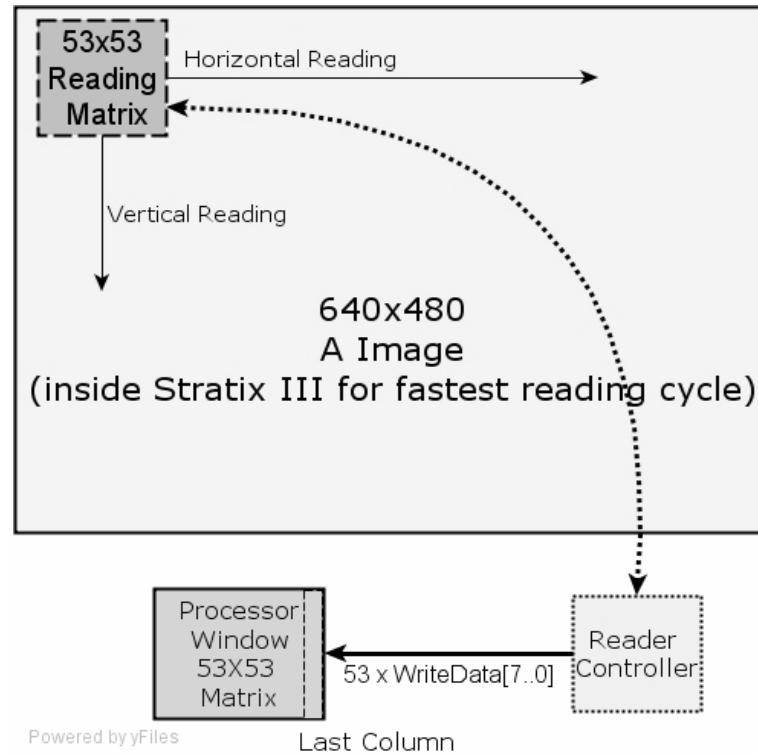 53x53
Reading
Matrix
Horizontal Reading
Vertical Reading
640x480
A Image
(inside Stratix III for fastest reading cycle)
Processor
Window
53X53
Matrix
53 x WriteData[7..0]
Reader
Controller
Last Column
Powered by yFiles